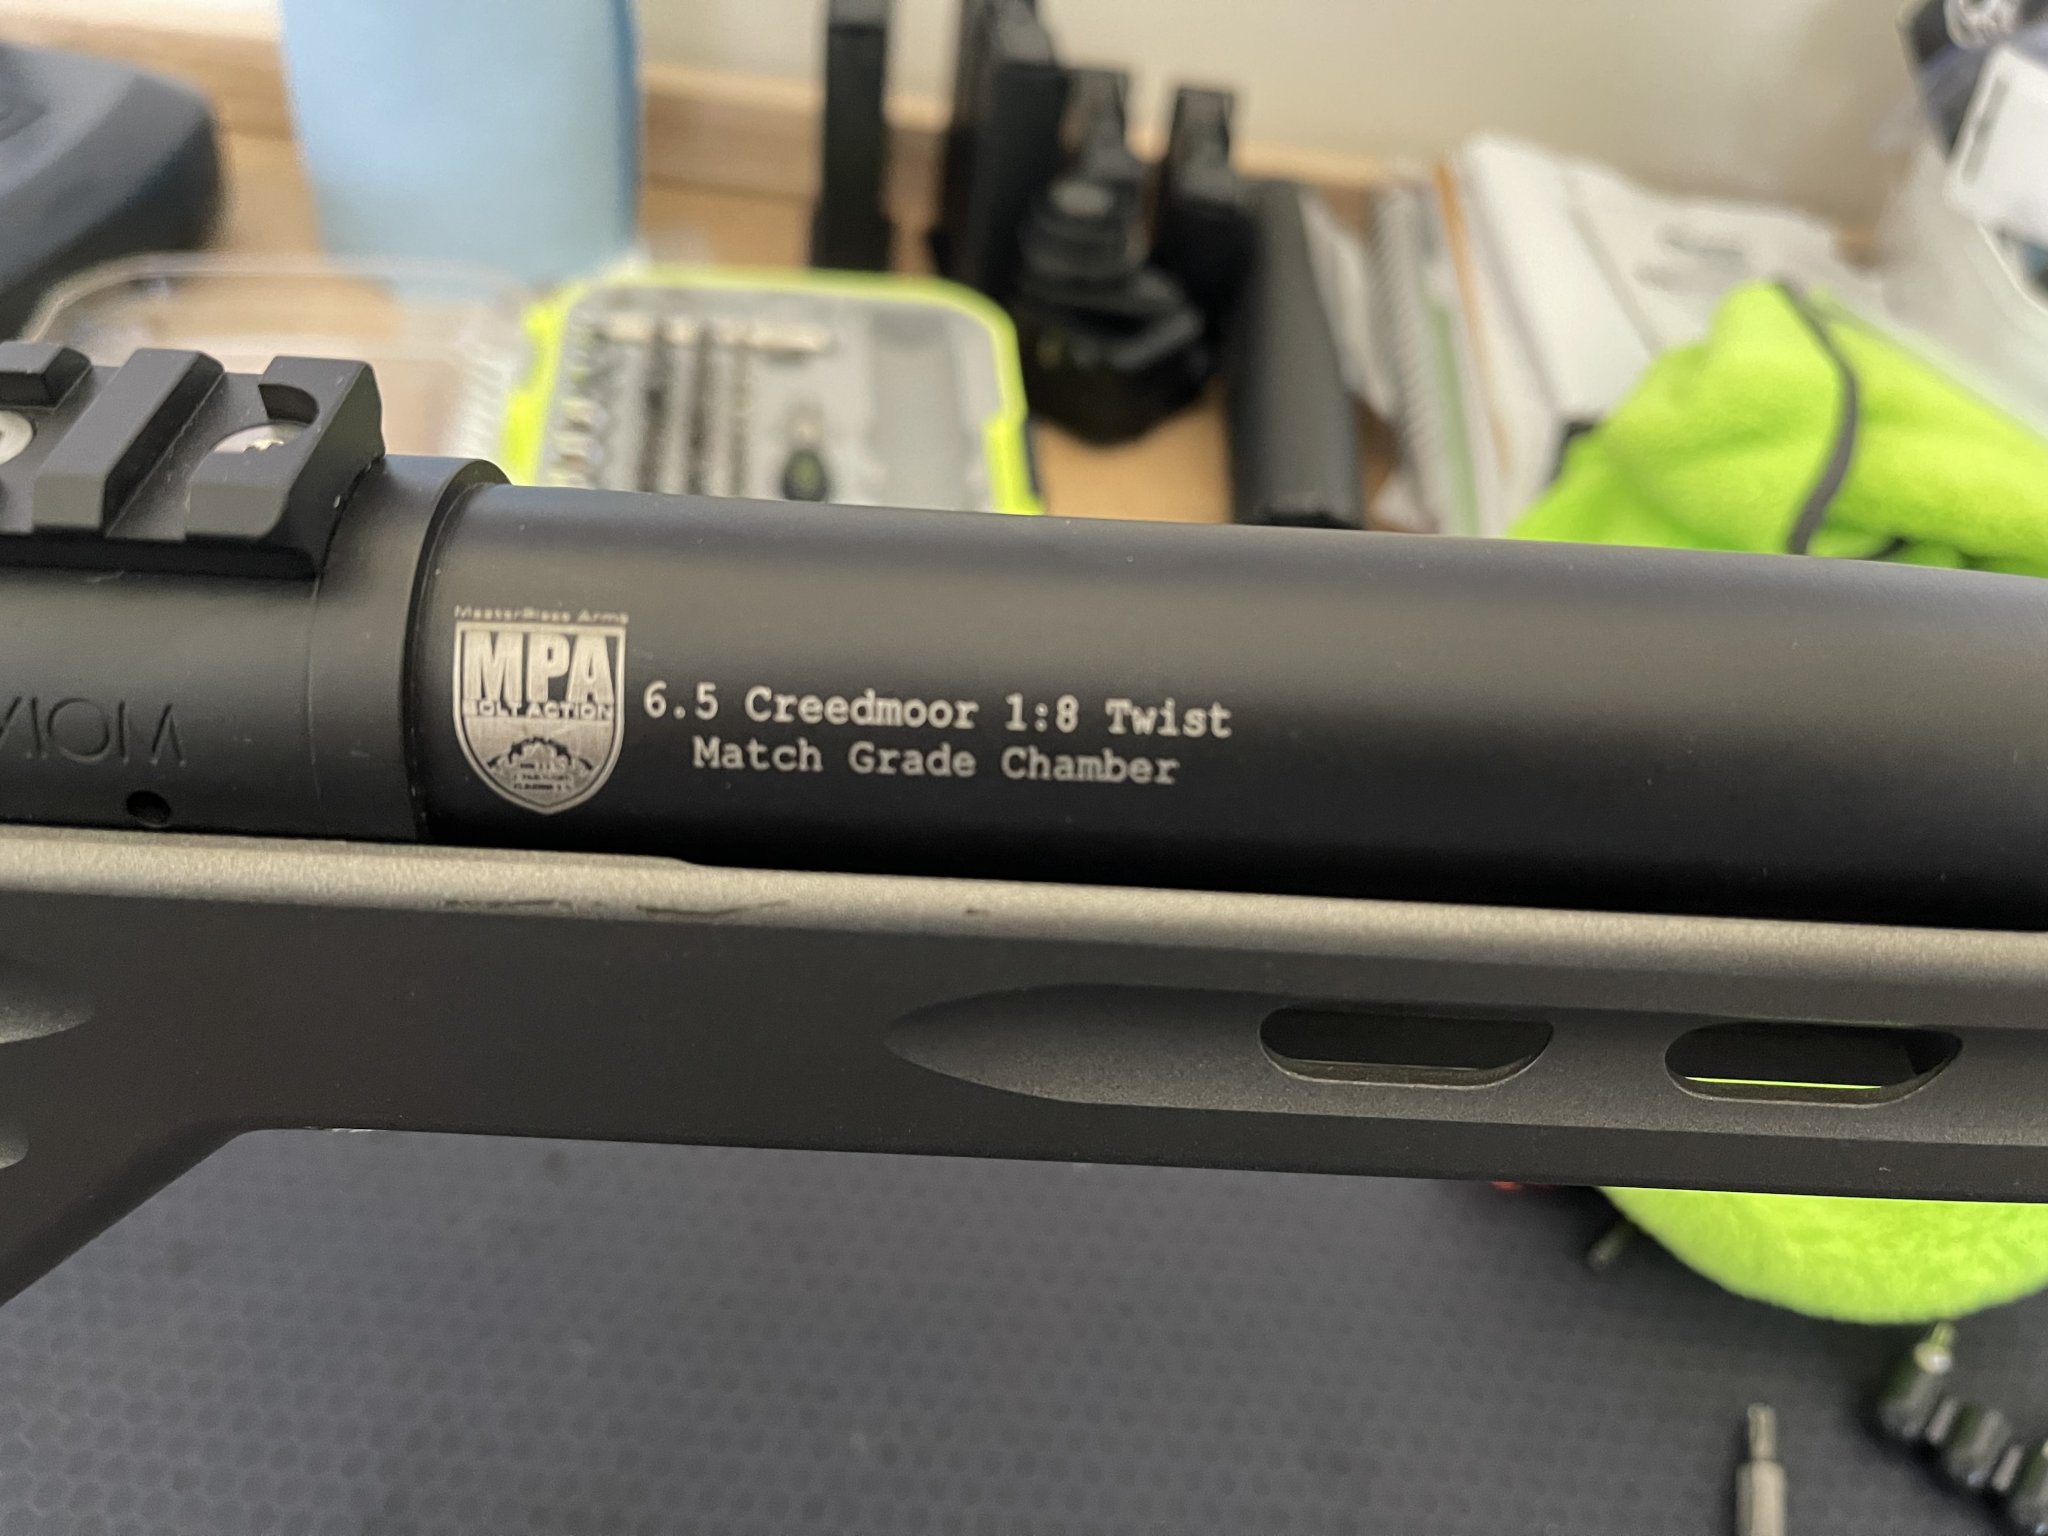 MasterPiece Arms
MPA
BOLT ACTION
6.5 Creedmoor 1:8 Twist
Match Grade Chamber